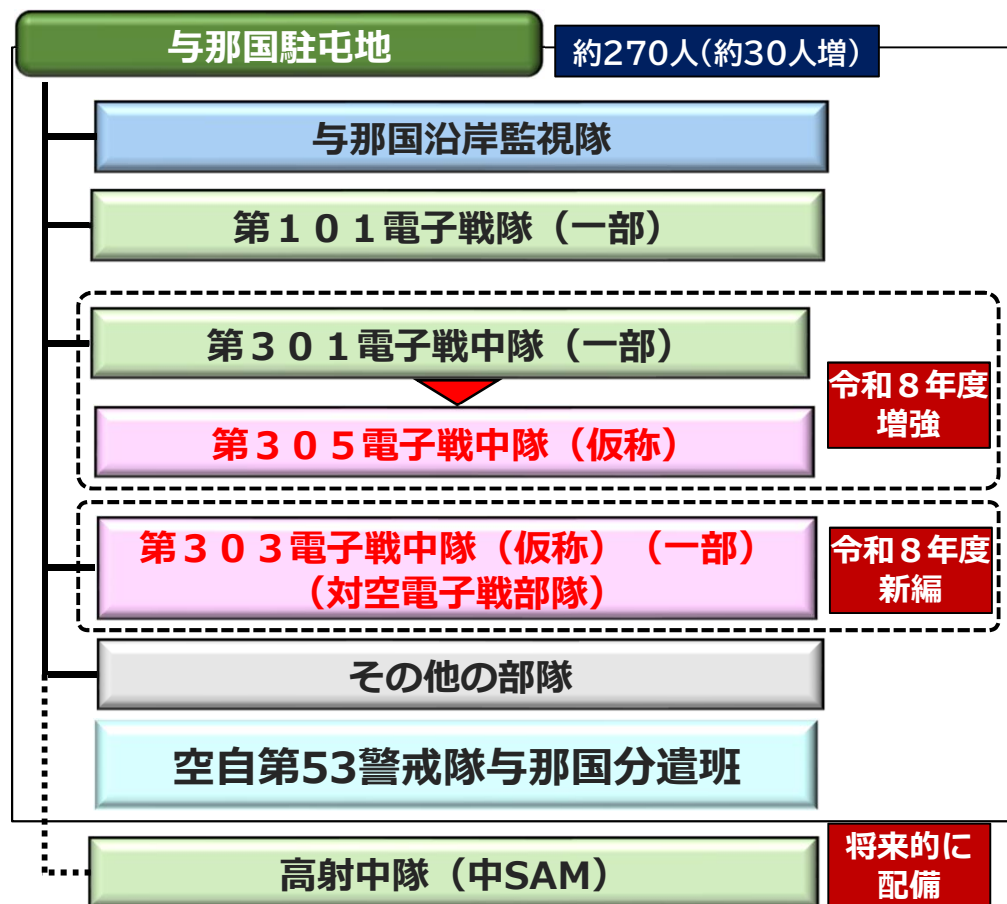 与那国駐屯地
約270人(約30人増)
与那国沿岸監視隊
第１０１電子戦隊（一部）
第３０１電子戦中隊（一部）
令和８年度
増強
第３０５電子戦中隊（仮称）
第３０３電子戦中隊（仮称）（一部）
（対空電子戦部隊）
令和８年度
新編
その他の部隊
空自第53警戒隊与那国分遣班
高射中隊（中SAM）
将来的に
配備